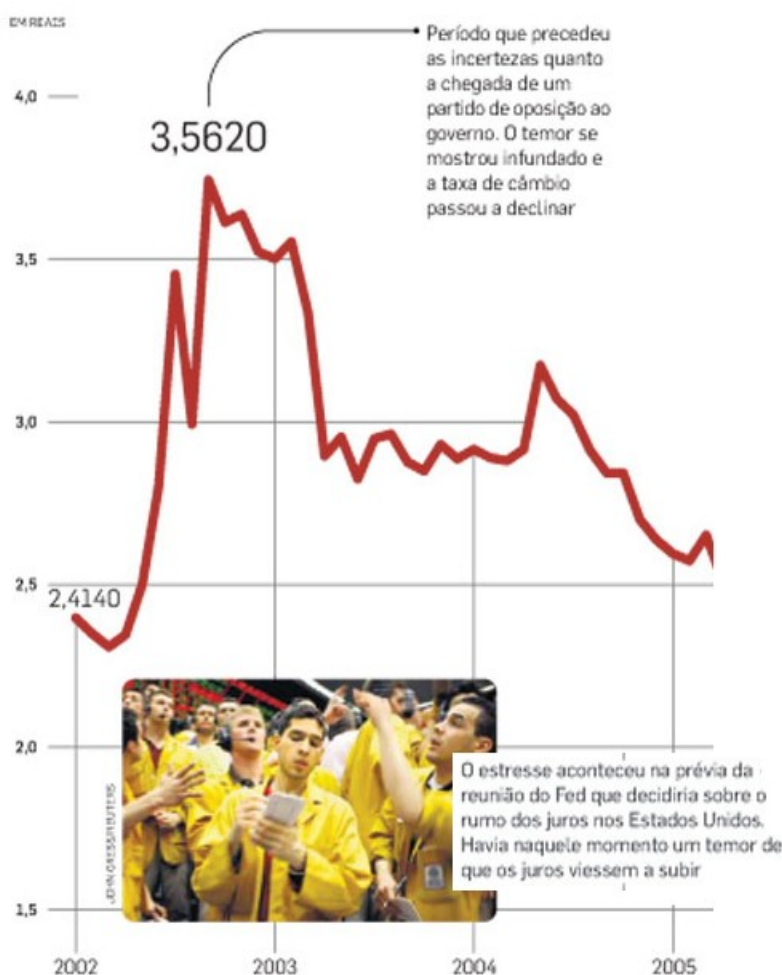 EM REAIS
Período que precedeu
as incertezas quanto
a chegada de um
partido de oposição ao
governo. O temor se
mostrou infundado e
a taxa de câmbio
passou a declinar
4,0
3,5620
3,5
3,0
2,5
2,4140
2,0
O estresse aconteceu na prévia da
reunião do Fed que decidiria sobre o
rumo dos juros nos Estados Unidos.
Havia naquele momento um temor de
que os juros viessem a subir
JOHN GRESS/REUTERS
1,5
2002 2003 2004 2005